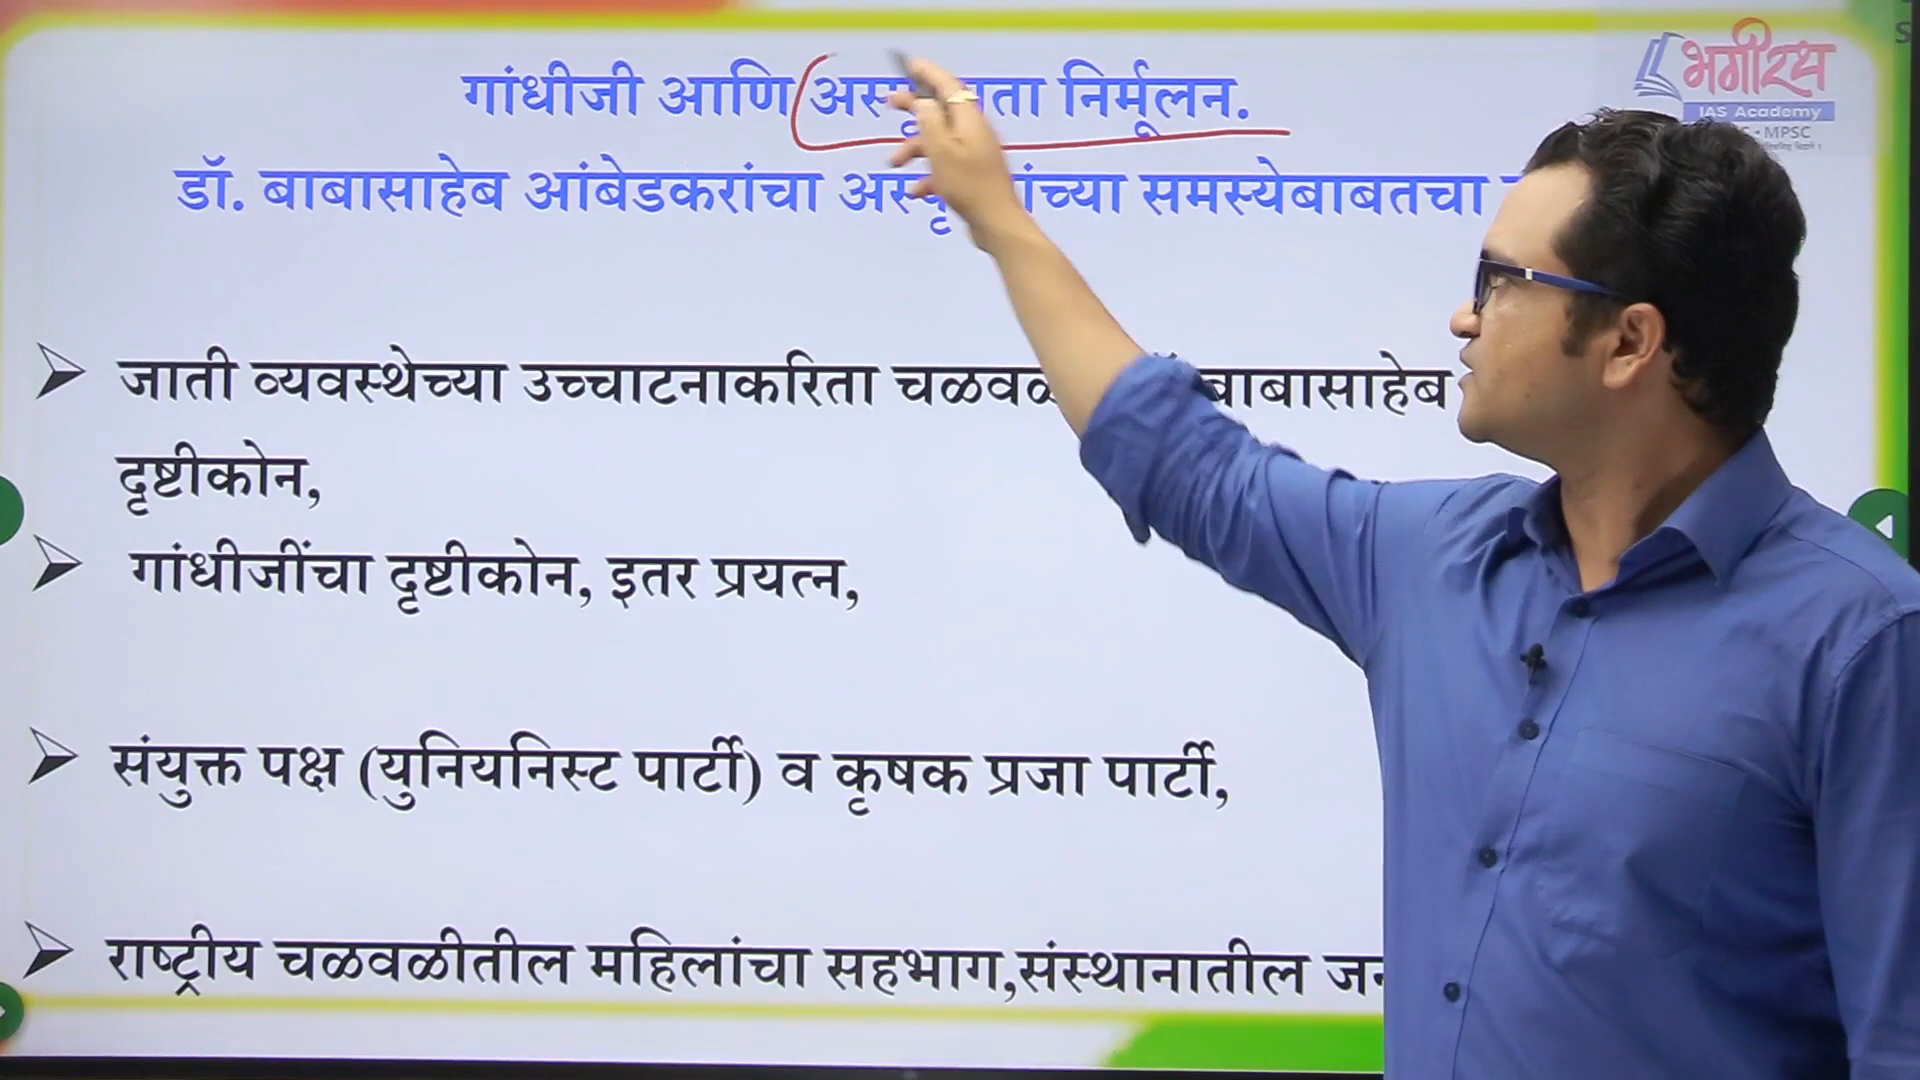 गांधीजी आणि निर्मूलन.
डॉ. बाबासाहेब आंबेडकरांचा समस्येबाबतचा
जाती व्यवस्थेच्या उच्चाटनाकरिता बाबासाहेब
दृष्टीकोन,
गांधीजींचा दृष्टीकोन, इतर प्रयत्न,
संयुक्त पक्ष (युनियनिस्ट पार्टी) व कृषक प्रजा पार्टी,
राष्ट्रीय चळवळीतील महिलांचा सहभाग,संस्थानातील
भगीरथ
IAS Academy
MPSC